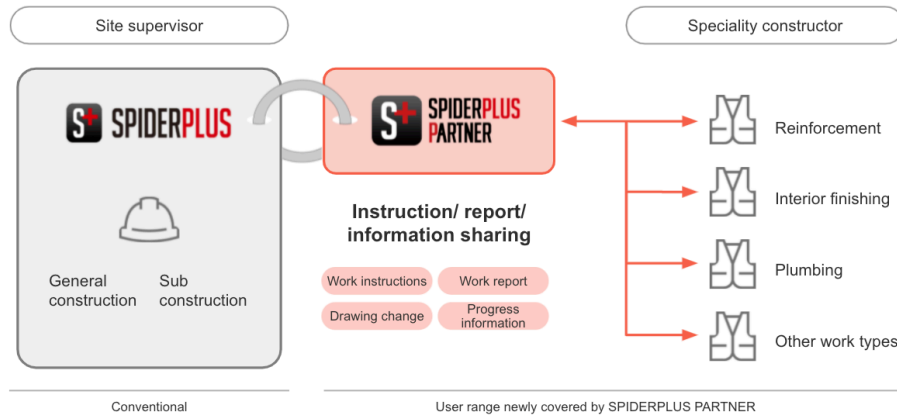 Site supervisor
Speciality constructor
S+ SPIDERPLUS
S+ SPIDERPLUS
PARTNER
General
construction
Sub
construction
Instruction/ report/
information sharing
Work instructions
Work report
Drawing change
Progress
information
Reinforcement
Interior finishing
Plumbing
Other work types
Conventional
User range newly covered by SPIDERPLUS PARTNER